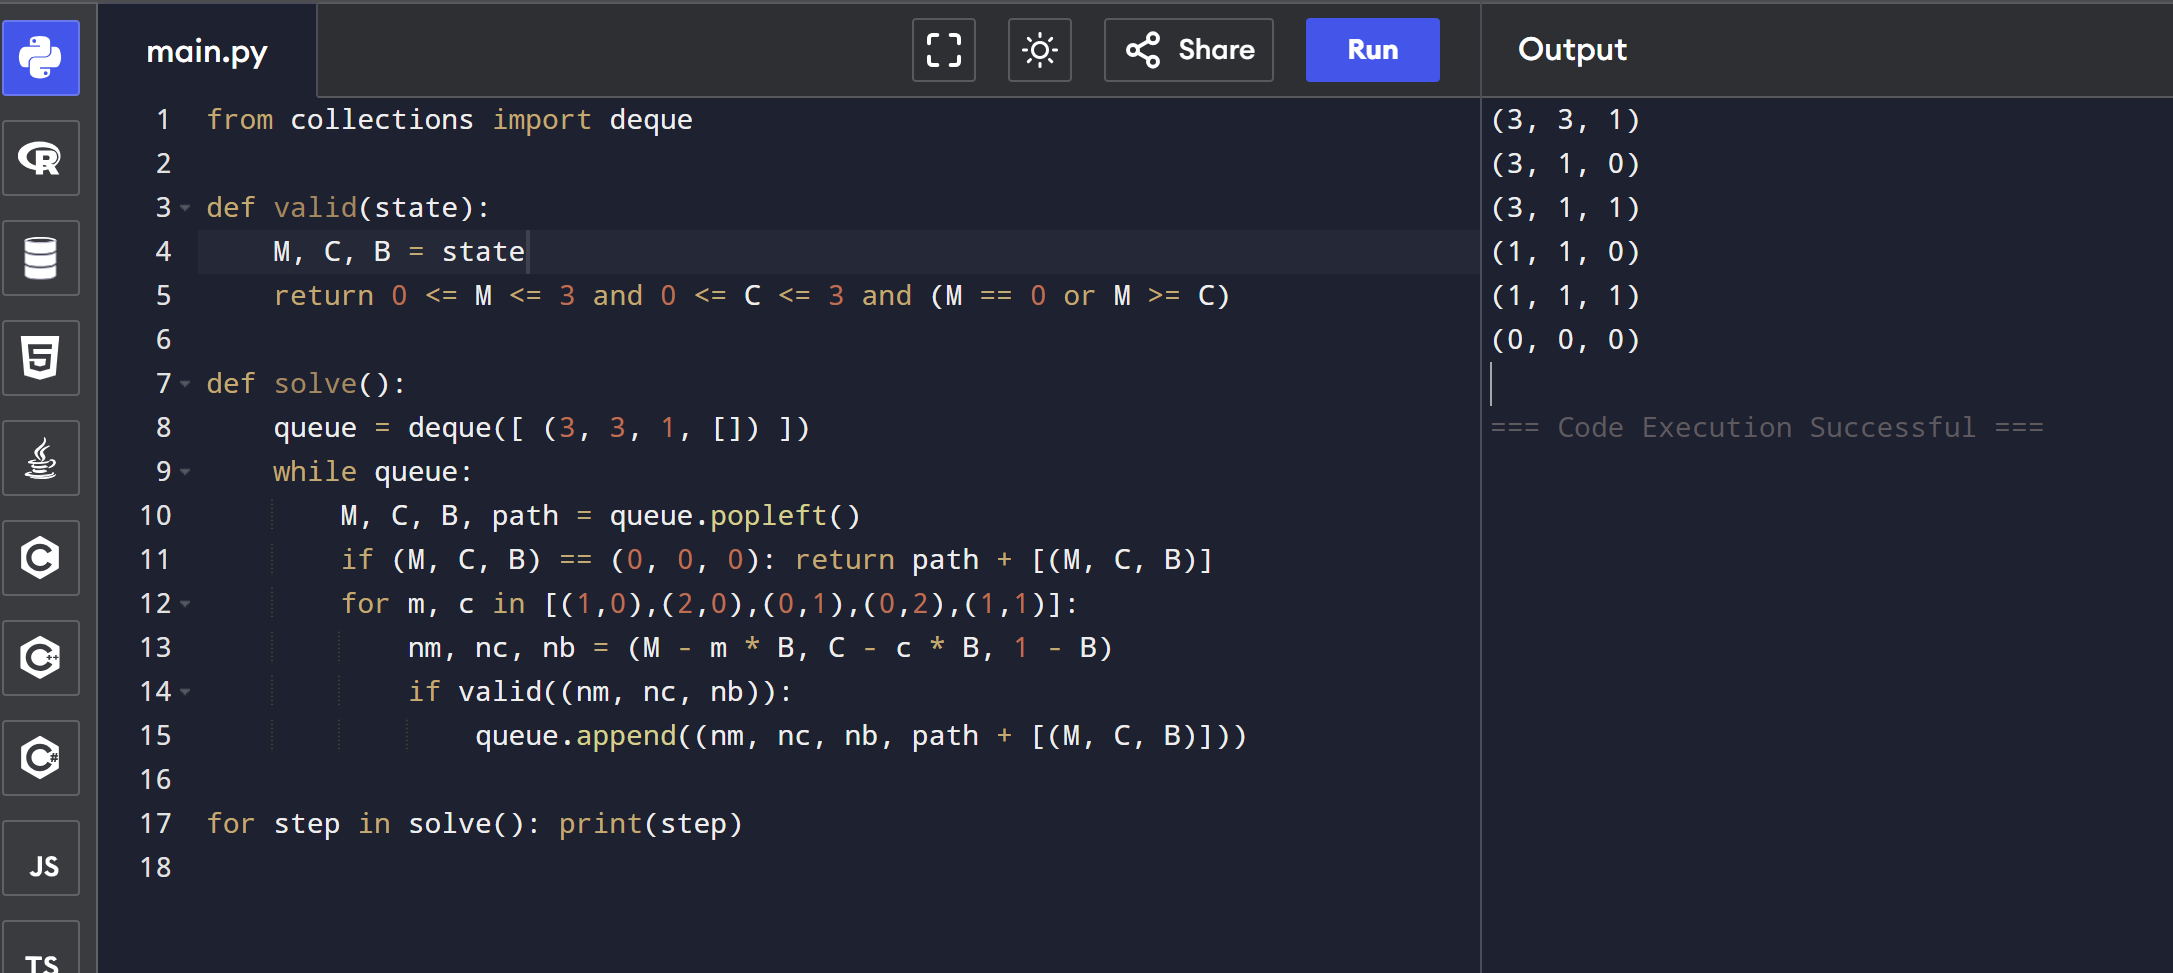 main.py
Share
Run
Output
1 from collections import deque
2
3 def valid(state):
4     M, C, B = state
5     return 0 <= M <= 3 and 0 <= C <= 3 and (M == 0 or M >= C)
6
7 def solve():
8     queue = deque([ (3, 3, 1, []) ])
9     while queue:
10         M, C, B, path = queue.popleft()
11         if (M, C, B) == (0, 0, 0): return path + [(M, C, B)]
12         for m, c in [(1,0),(2,0),(0,1),(0,2),(1,1)]:
13             nm, nc, nb = (M - m * B, C - c * B, 1 - B)
14             if valid((nm, nc, nb)):
15                 queue.append((nm, nc, nb, path + [(M, C, B)]))
16
17 for step in solve(): print(step)
18
(3, 3, 1)
(3, 1, 0)
(3, 1, 1)
(1, 1, 0)
(1, 1, 1)
(0, 0, 0)
=== Code Execution Successful ===
R
5
C
C++
C#
JS
TS